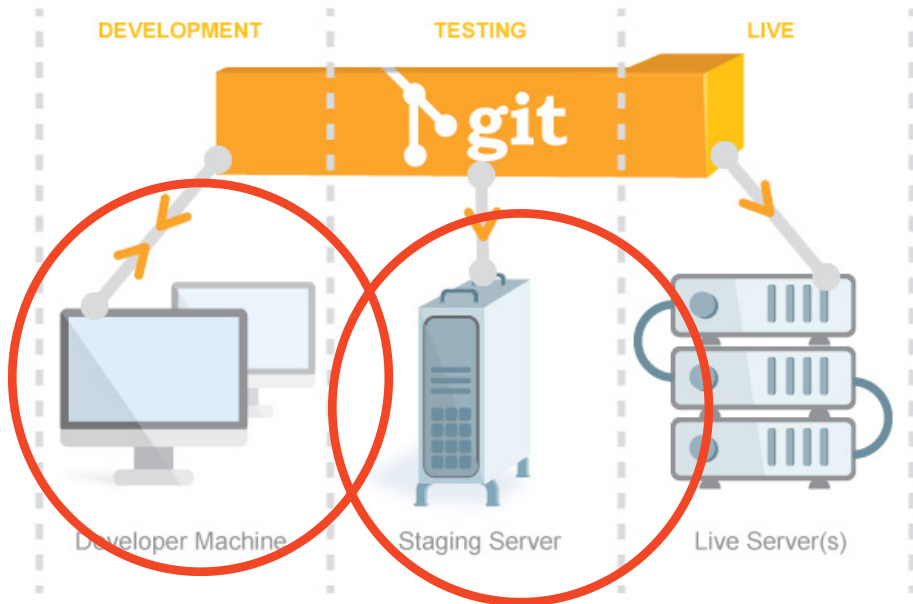 DEVELOPMENT
TESTING
LIVE
git
Developer Machine
Staging Server
Live Server(s)